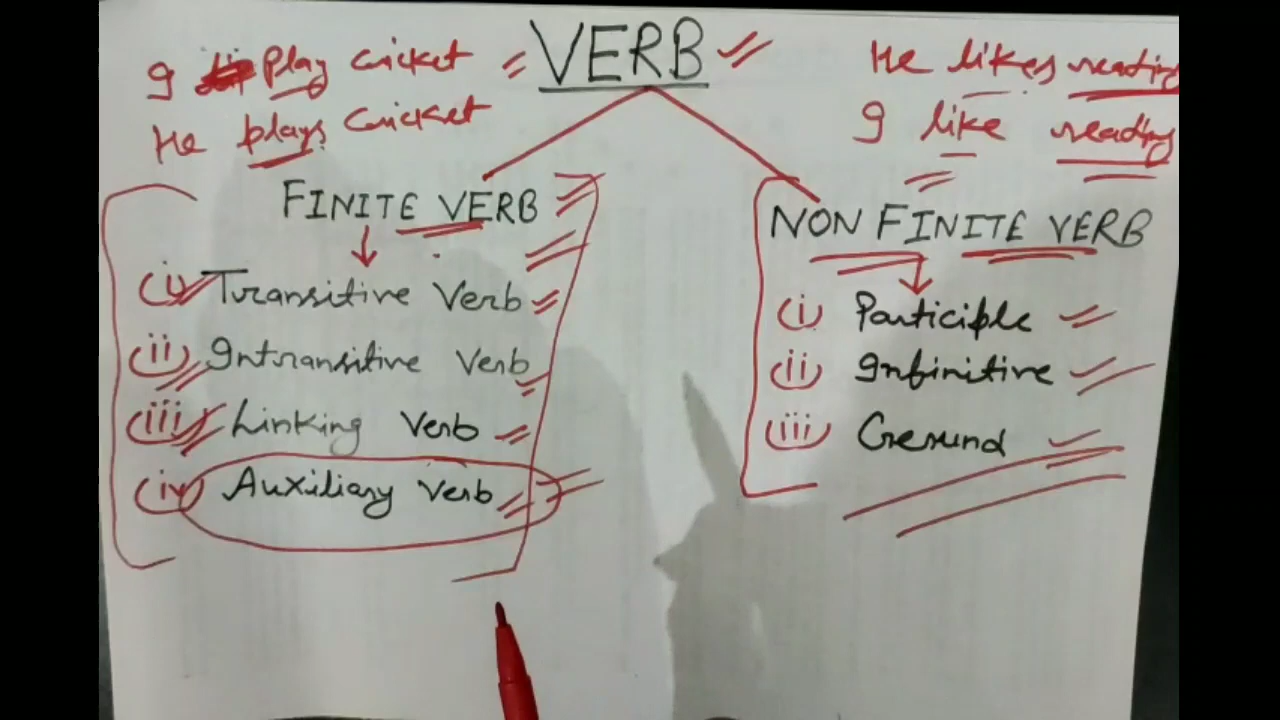 VERB
I play cricket
He plays cricket
He likes reading
I like reading
FINITE VERB
(i) Transitive Verb
(ii) Intransitive Verb
(iii) Linking Verb
(iv) Auxiliary Verb
NON FINITE VERB
(i) Participle
(ii) Infinitive
(iii) Gerund